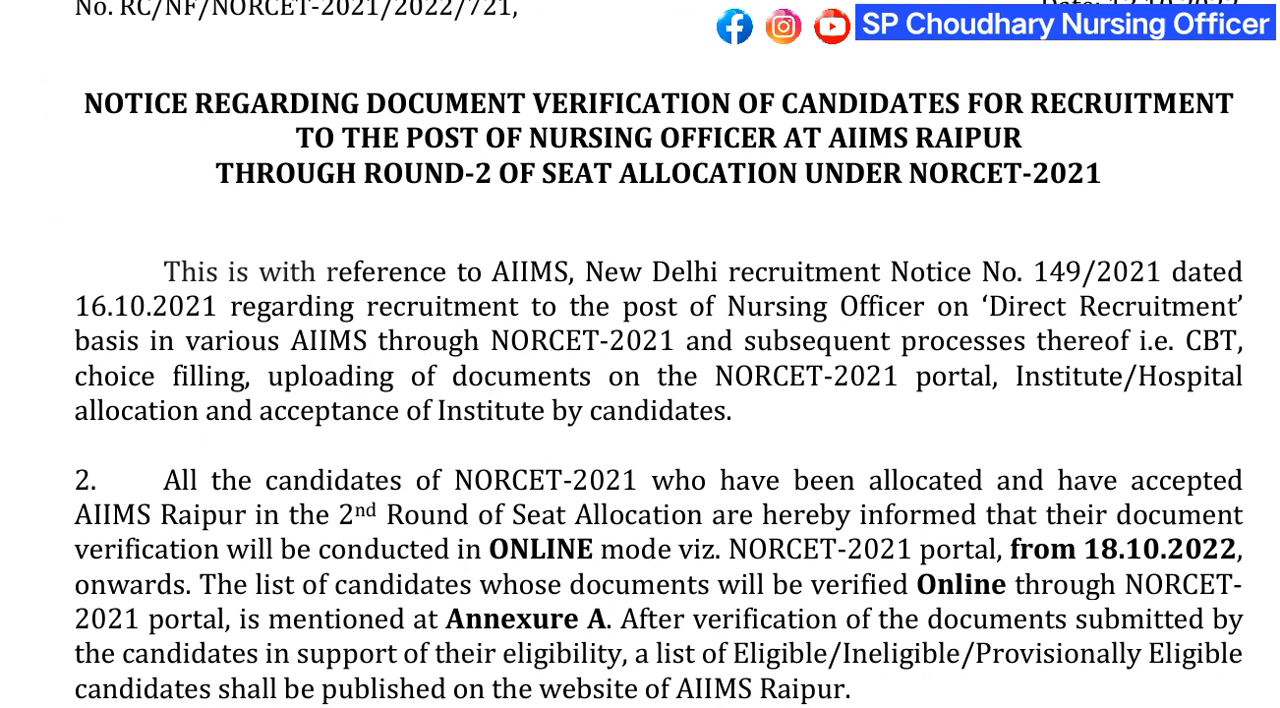 No. RC/NF/NORCET-2021/2022/721,
SP Choudhary Nursing Officer
NOTICE REGARDING DOCUMENT VERIFICATION OF CANDIDATES FOR RECRUITMENT
TO THE POST OF NURSING OFFICER AT AIIMS RAIPUR
THROUGH ROUND-2 OF SEAT ALLOCATION UNDER NORCET-2021
This is with reference to AIIMS, New Delhi recruitment Notice No. 149/2021 dated
16.10.2021 regarding recruitment to the post of Nursing Officer on ‘Direct Recruitment’
basis in various AIIMS through NORCET-2021 and subsequent processes thereof i.e. CBT,
choice filling, uploading of documents on the NORCET-2021 portal, Institute/Hospital
allocation and acceptance of Institute by candidates.
2. All the candidates of NORCET-2021 who have been allocated and have accepted
AIIMS Raipur in the 2nd Round of Seat Allocation are hereby informed that their document
verification will be conducted in ONLINE mode viz. NORCET-2021 portal, from 18.10.2022,
onwards. The list of candidates whose documents will be verified Online through NORCET-
2021 portal, is mentioned at Annexure A. After verification of the documents submitted by
the candidates in support of their eligibility, a list of Eligible/Ineligible/Provisionally Eligible
candidates shall be published on the website of AIIMS Raipur.